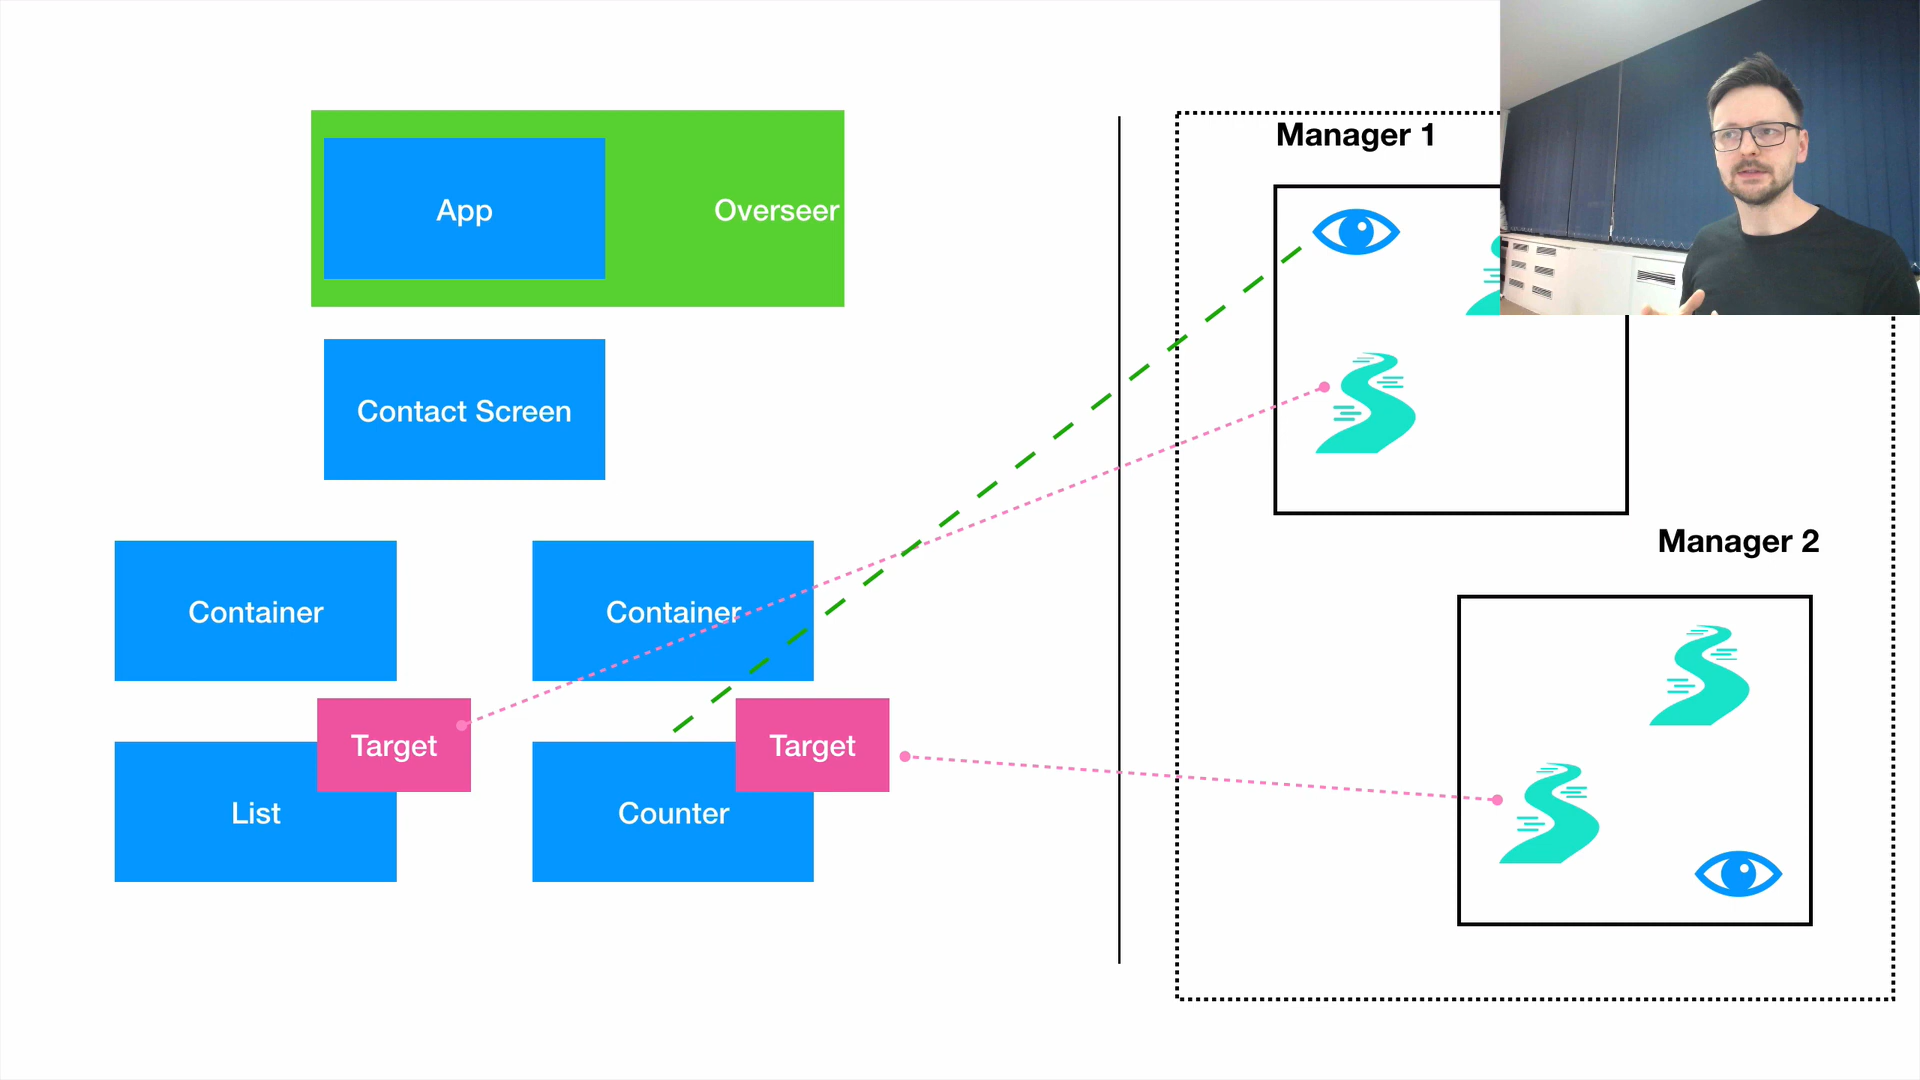 Manager 1
App
Overseer
Contact Screen
Manager 2
Container
Container
Target
Target
List
Counter